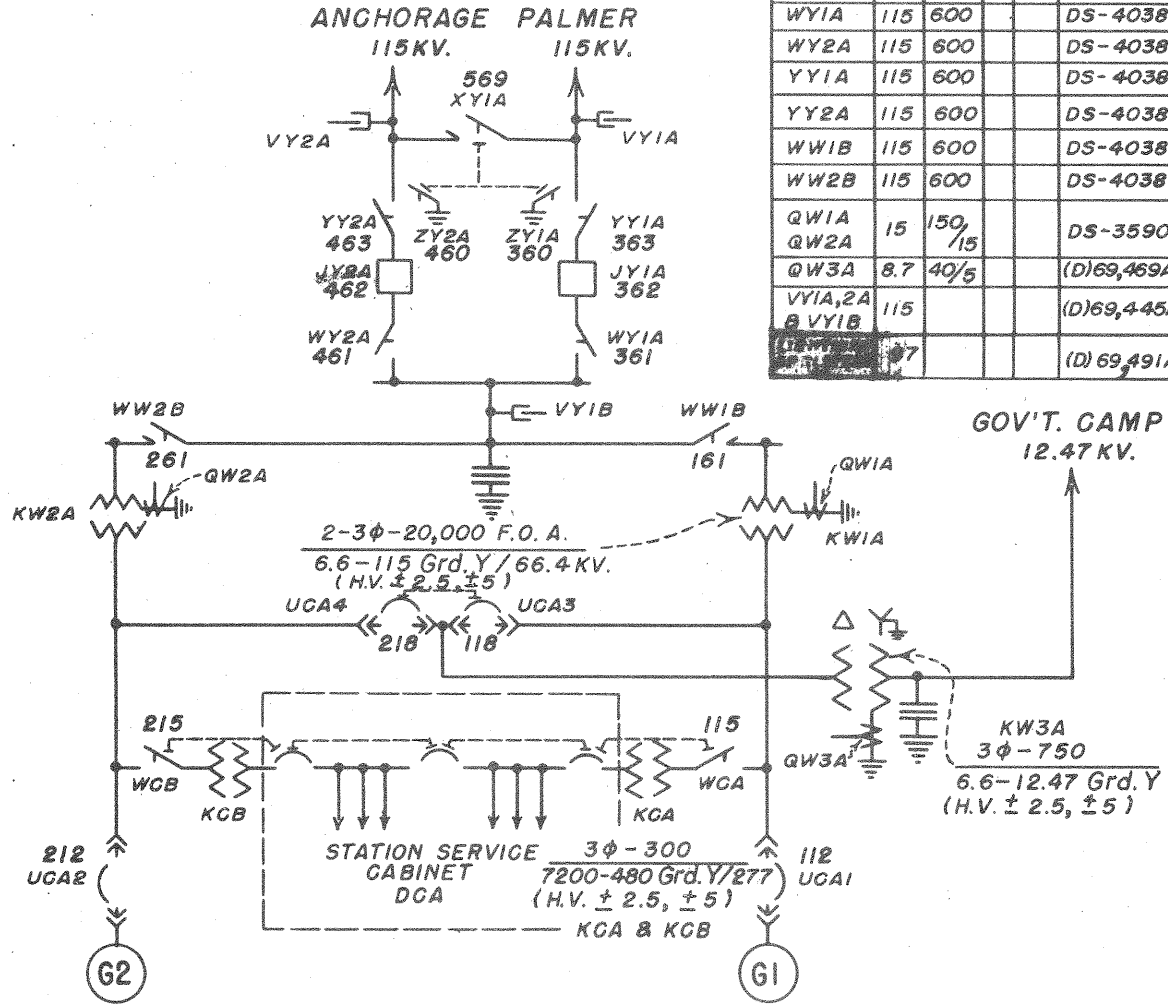 ANCHORAGE PALMER
115KV. 115KV.
569
XY1A
VY2A
VY1A
YY2A
463
ZY2A
460
ZY1A
360
YY1A
363
JY2A
462
JY1A
362
WY2A
461
WY1A
361
WY1A 115 600 DS-4038
WY2A 115 600 DS-4038
YY1A 115 600 DS-4038
YY2A 115 600 DS-4038
WW1B 115 600 DS-4038
WW2B 115 600 DS-4038
QW1A
QW2A 15 150/15 DS-3590
QW3A 8.7 40/5 (D)69,469A
VY1A,2A
& VY1B 115 (D)69,445
7 (D)69,491A
WW2B
VY1B
WW1B
261
161
GOV'T. CAMP
12.47 KV.
QW2A
QW1A
KW2A
KW1A
2-3φ-20,000 F.O.A.
6.6-115 Grd.Y/66.4KV.
(H.V. ± 2.5, ±5)
UCA4
UCA3
218
118
Δ Y
215
115
WCB
WCA
KCB
KCA
QW3A
KW3A
3φ-750
6.6-12.47 Grd.Y
(H.V. ± 2.5, ±5)
STATION SERVICE
CABINET
DCA
3φ-300
7200-480 Grd.Y/277
(H.V. ± 2.5, ±5)
KCA & KCB
212
UCA2
112
UCA1
G2
G1